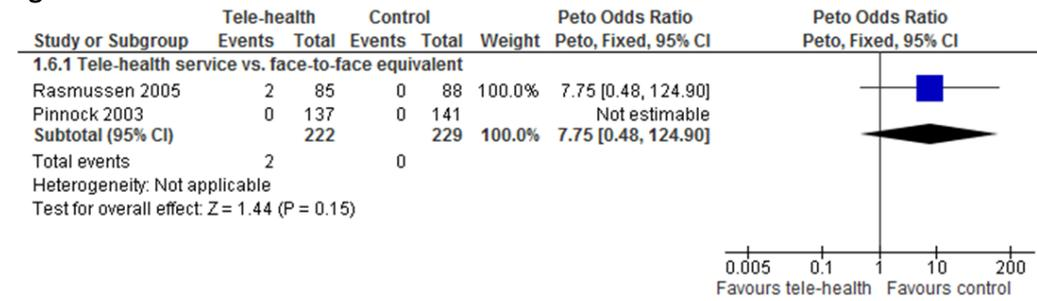 Tele-health Control Peto Odds Ratio Peto Odds Ratio
Study or Subgroup Events Total Events Total Weight Peto, Fixed, 95% CI Peto, Fixed, 95% CI
1.6.1 Tele-health service vs. face-to-face equivalent
Rasmussen 2005 2 85 0 88 100.0% 7.75 [0.48, 124.90]
Pinnock 2003 0 137 0 141 Not estimable
Subtotal (95% CI) 222 229 100.0% 7.75 [0.48, 124.90]
Total events 2 0
Heterogeneity: Not applicable
Test for overall effect: Z = 1.44 (P = 0.15)
0.005 0.1 1 10 200
Favours tele-health Favours control